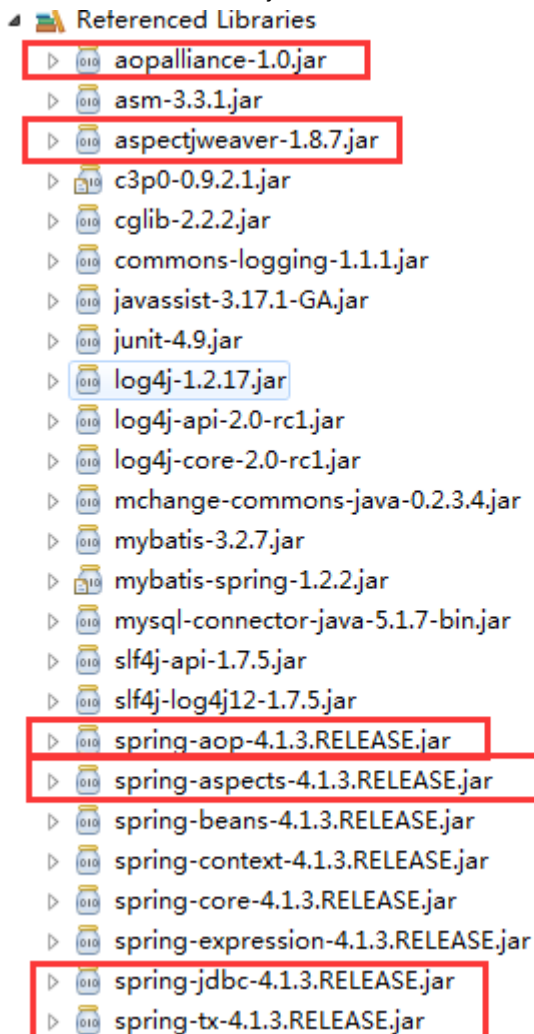 Referenced Libraries
aopalliance-1.0.jar
asm-3.3.1.jar
aspectjweaver-1.8.7.jar
c3p0-0.9.2.1.jar
cglib-2.2.2.jar
commons-logging-1.1.1.jar
javassist-3.17.1-GA.jar
junit-4.9.jar
log4j-1.2.17.jar
log4j-api-2.0-rc1.jar
log4j-core-2.0-rc1.jar
mchange-commons-java-0.2.3.4.jar
mybatis-3.2.7.jar
mybatis-spring-1.2.2.jar
mysql-connector-java-5.1.7-bin.jar
slf4j-api-1.7.5.jar
slf4j-log4j12-1.7.5.jar
spring-aop-4.1.3.RELEASE.jar
spring-aspects-4.1.3.RELEASE.jar
spring-beans-4.1.3.RELEASE.jar
spring-context-4.1.3.RELEASE.jar
spring-core-4.1.3.RELEASE.jar
spring-expression-4.1.3.RELEASE.jar
spring-jdbc-4.1.3.RELEASE.jar
spring-tx-4.1.3.RELEASE.jar